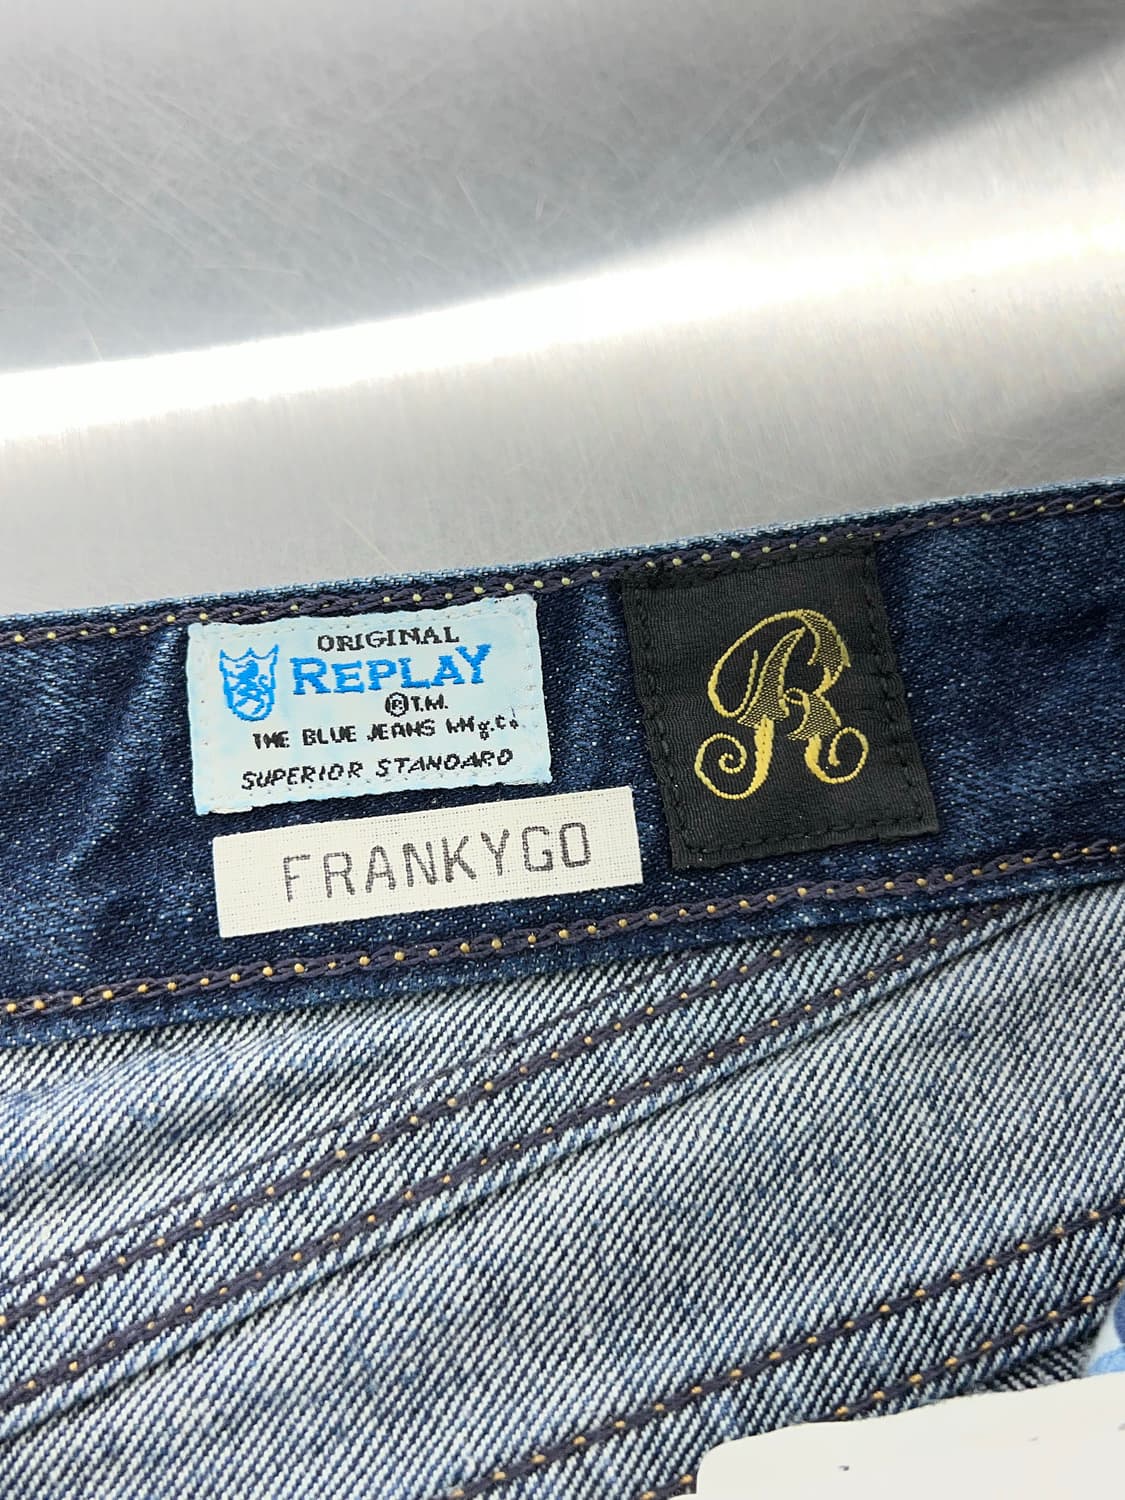 ORIGINAL
REPLAY
®T.M.
THE BLUE JEANS MFg.Co.
SUPERIOR STANDARD
FRANKYGO
R